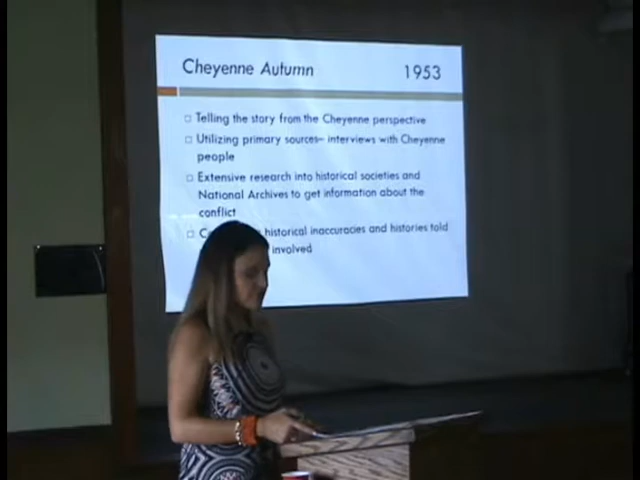 Cheyenne Autumn 1953
Telling the story from the Cheyenne perspective
Utilizing primary sources– interviews with Cheyenne
people
Extensive research into historical societies and
National Archives to get information about the
conflict
historical inaccuracies and histories told
involved